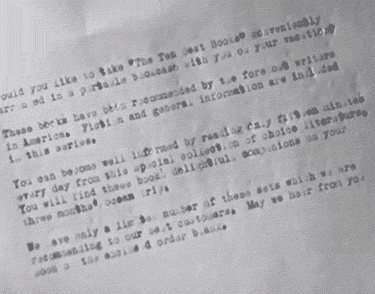 ould you like to take "The Ten Best Books" conveniently
arranged in a portable bookcase with you on your vacation?
These books have been recommended by the foremost writers
in America. Fiction and general information are included
in this series.
You can become well informed by reading only fifteen minutes
every day from this special collection of choice literature.
You will find these books delightful companions on your
three months' ocean trip.
We have only a limited number of these sets which we are
recommending to our best customers. May we hear from you
soon on the enclosed order blank.